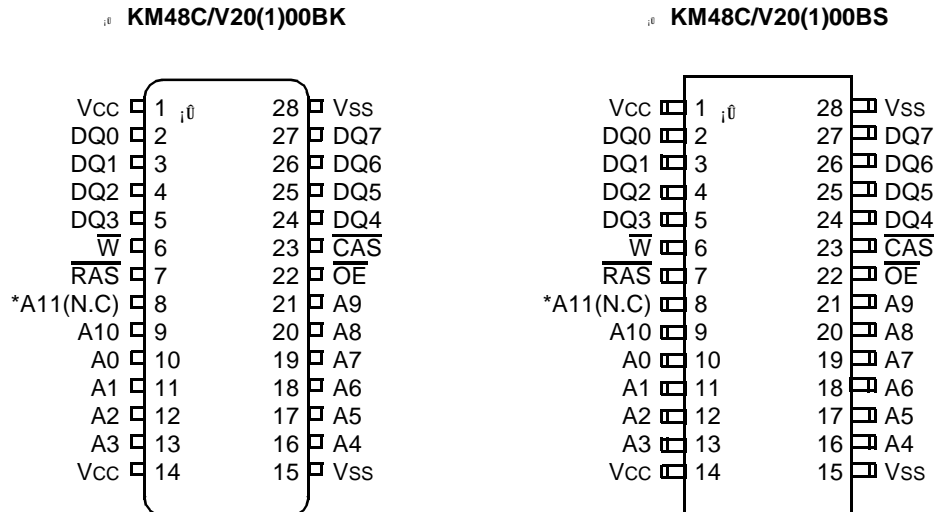 ¡Û KM48C/V20(1)00BK
VCC 1 ¡Û 28 VSS
DQ0 2 27 DQ7
DQ1 3 26 DQ6
DQ2 4 25 DQ5
DQ3 5 24 DQ4
W 6 23 CAS
RAS 7 22 OE
*A11(N.C) 8 21 A9
A10 9 20 A8
A0 10 19 A7
A1 11 18 A6
A2 12 17 A5
A3 13 16 A4
VCC 14 15 VSS
¡Û KM48C/V20(1)00BS
VCC 1 ¡Û 28 VSS
DQ0 2 27 DQ7
DQ1 3 26 DQ6
DQ2 4 25 DQ5
DQ3 5 24 DQ4
W 6 23 CAS
RAS 7 22 OE
*A11(N.C) 8 21 A9
A10 9 20 A8
A0 10 19 A7
A1 11 18 A6
A2 12 17 A5
A3 13 16 A4
VCC 14 15 VSS